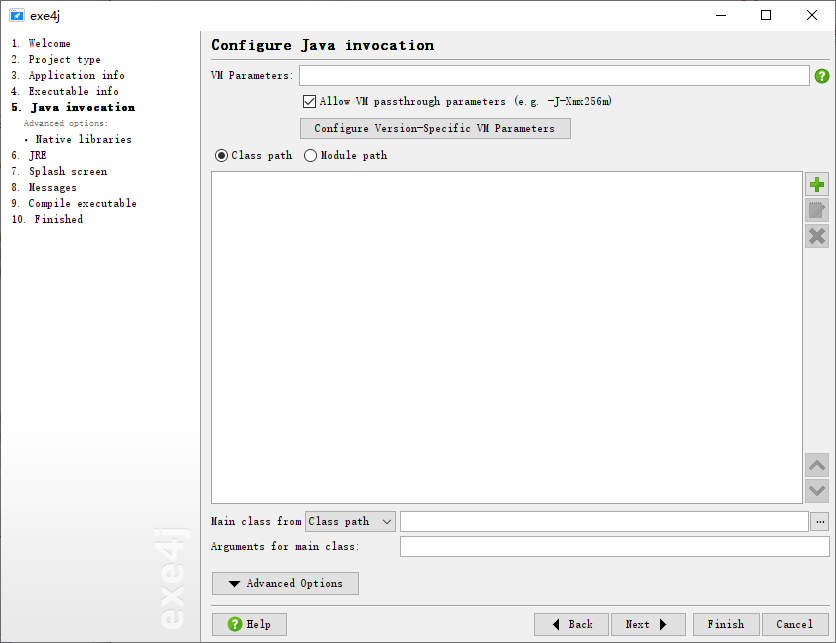 exe4j
1. Welcome
2. Project type
3. Application info
4. Executable info
5. Java invocation
Advanced options:
• Native libraries
6. JRE
7. Splash screen
8. Messages
9. Compile executable
10. Finished
exe4j
Configure Java invocation
VM Parameters:
Allow VM passthrough parameters (e.g. -J-Xmx256m)
Configure Version-Specific VM Parameters
Class path Module path
Main class from Class path ...
Arguments for main class:
Advanced Options
Help Back Next Finish Cancel